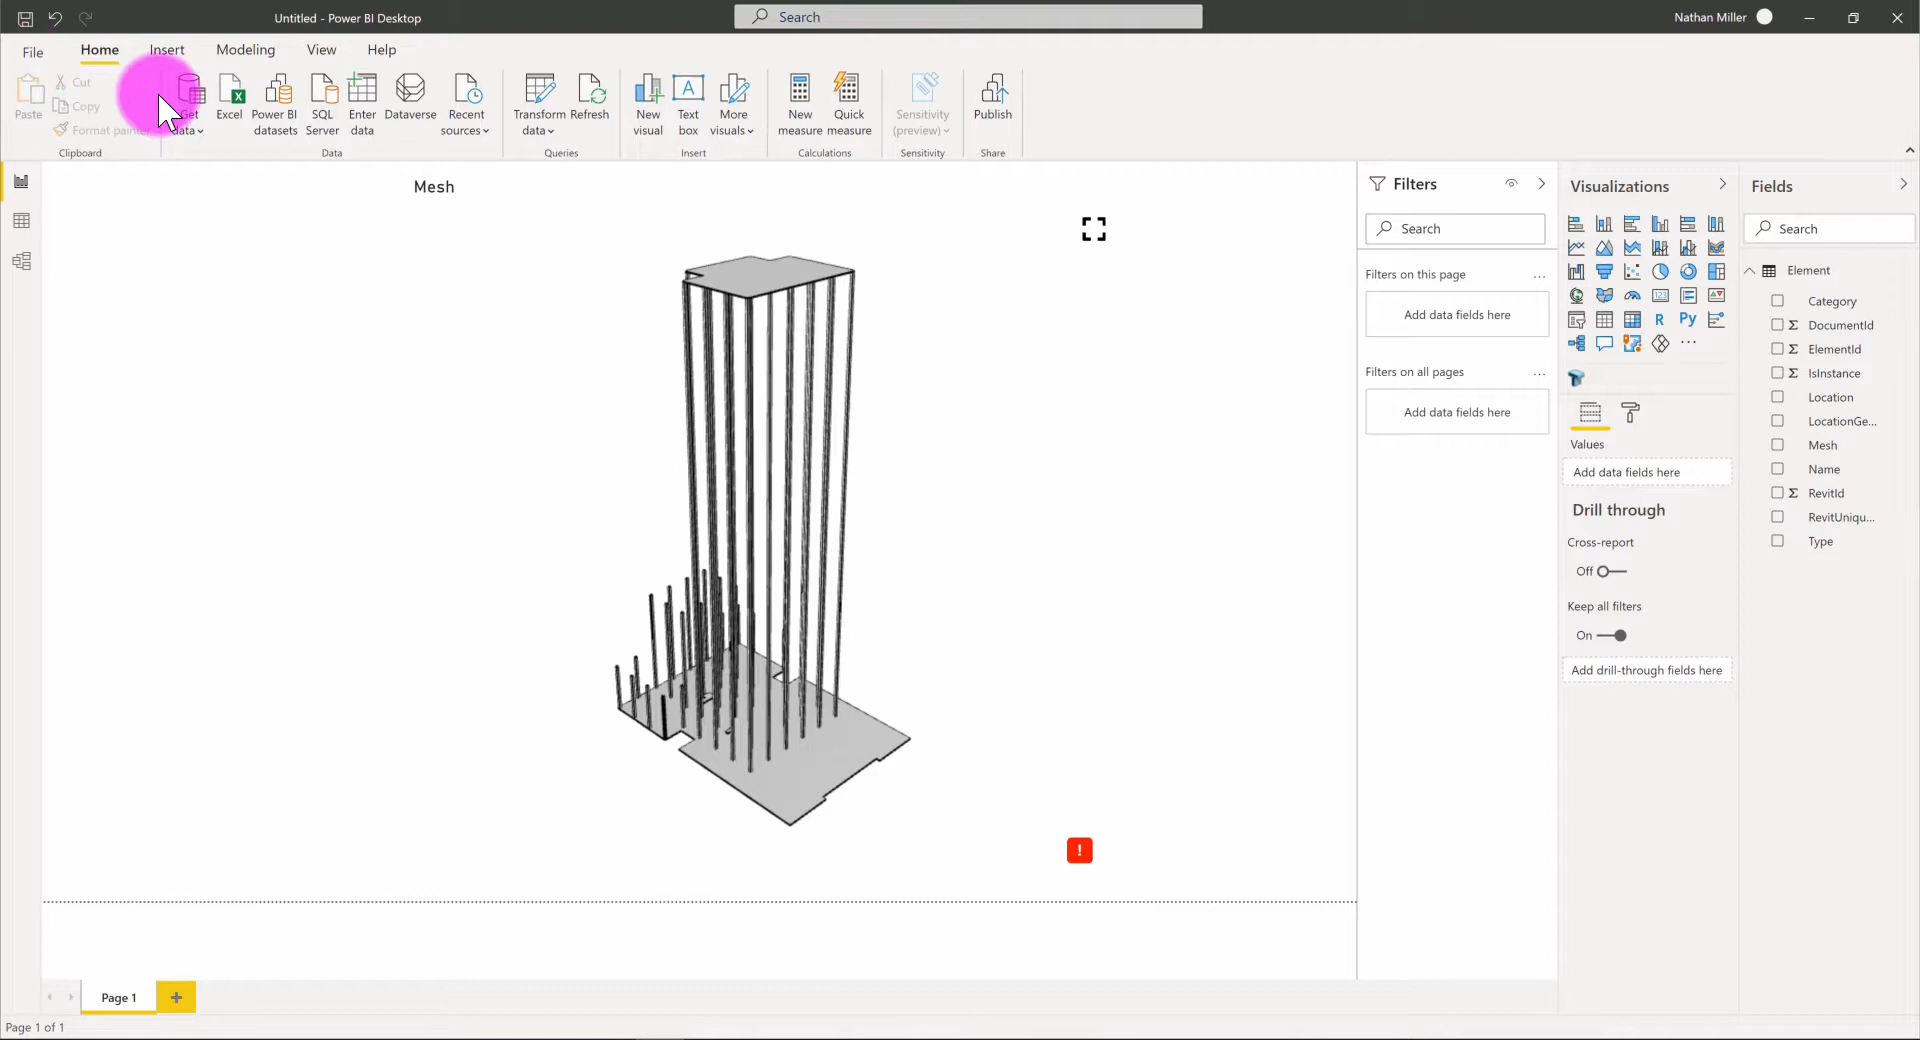 Untitled - Power BI Desktop
Search
Nathan Miller
File
Home
Insert
Modeling
View
Help
Paste
Cut
Copy
Format painter
Clipboard
Get data
Excel
Power BI datasets
SQL Server
Enter data
Dataverse
Recent sources
Data
Transform data
Refresh
Queries
New visual
Text box
More visuals
Insert
New measure
Quick measure
Calculations
Sensitivity (preview)
Sensitivity
Publish
Share
Mesh
!
Filters
Search
Filters on this page
...
Add data fields here
Filters on all pages
...
Add data fields here
Visualizations
123
R
Py
...
Values
Add data fields here
Drill through
Cross-report
Off
Keep all filters
On
Add drill-through fields here
Fields
Search
Element
Category
Σ DocumentId
Σ ElementId
Σ IsInstance
Location
LocationGe...
Mesh
Name
Σ RevitId
RevitUniqu...
Type
Page 1
+
Page 1 of 1